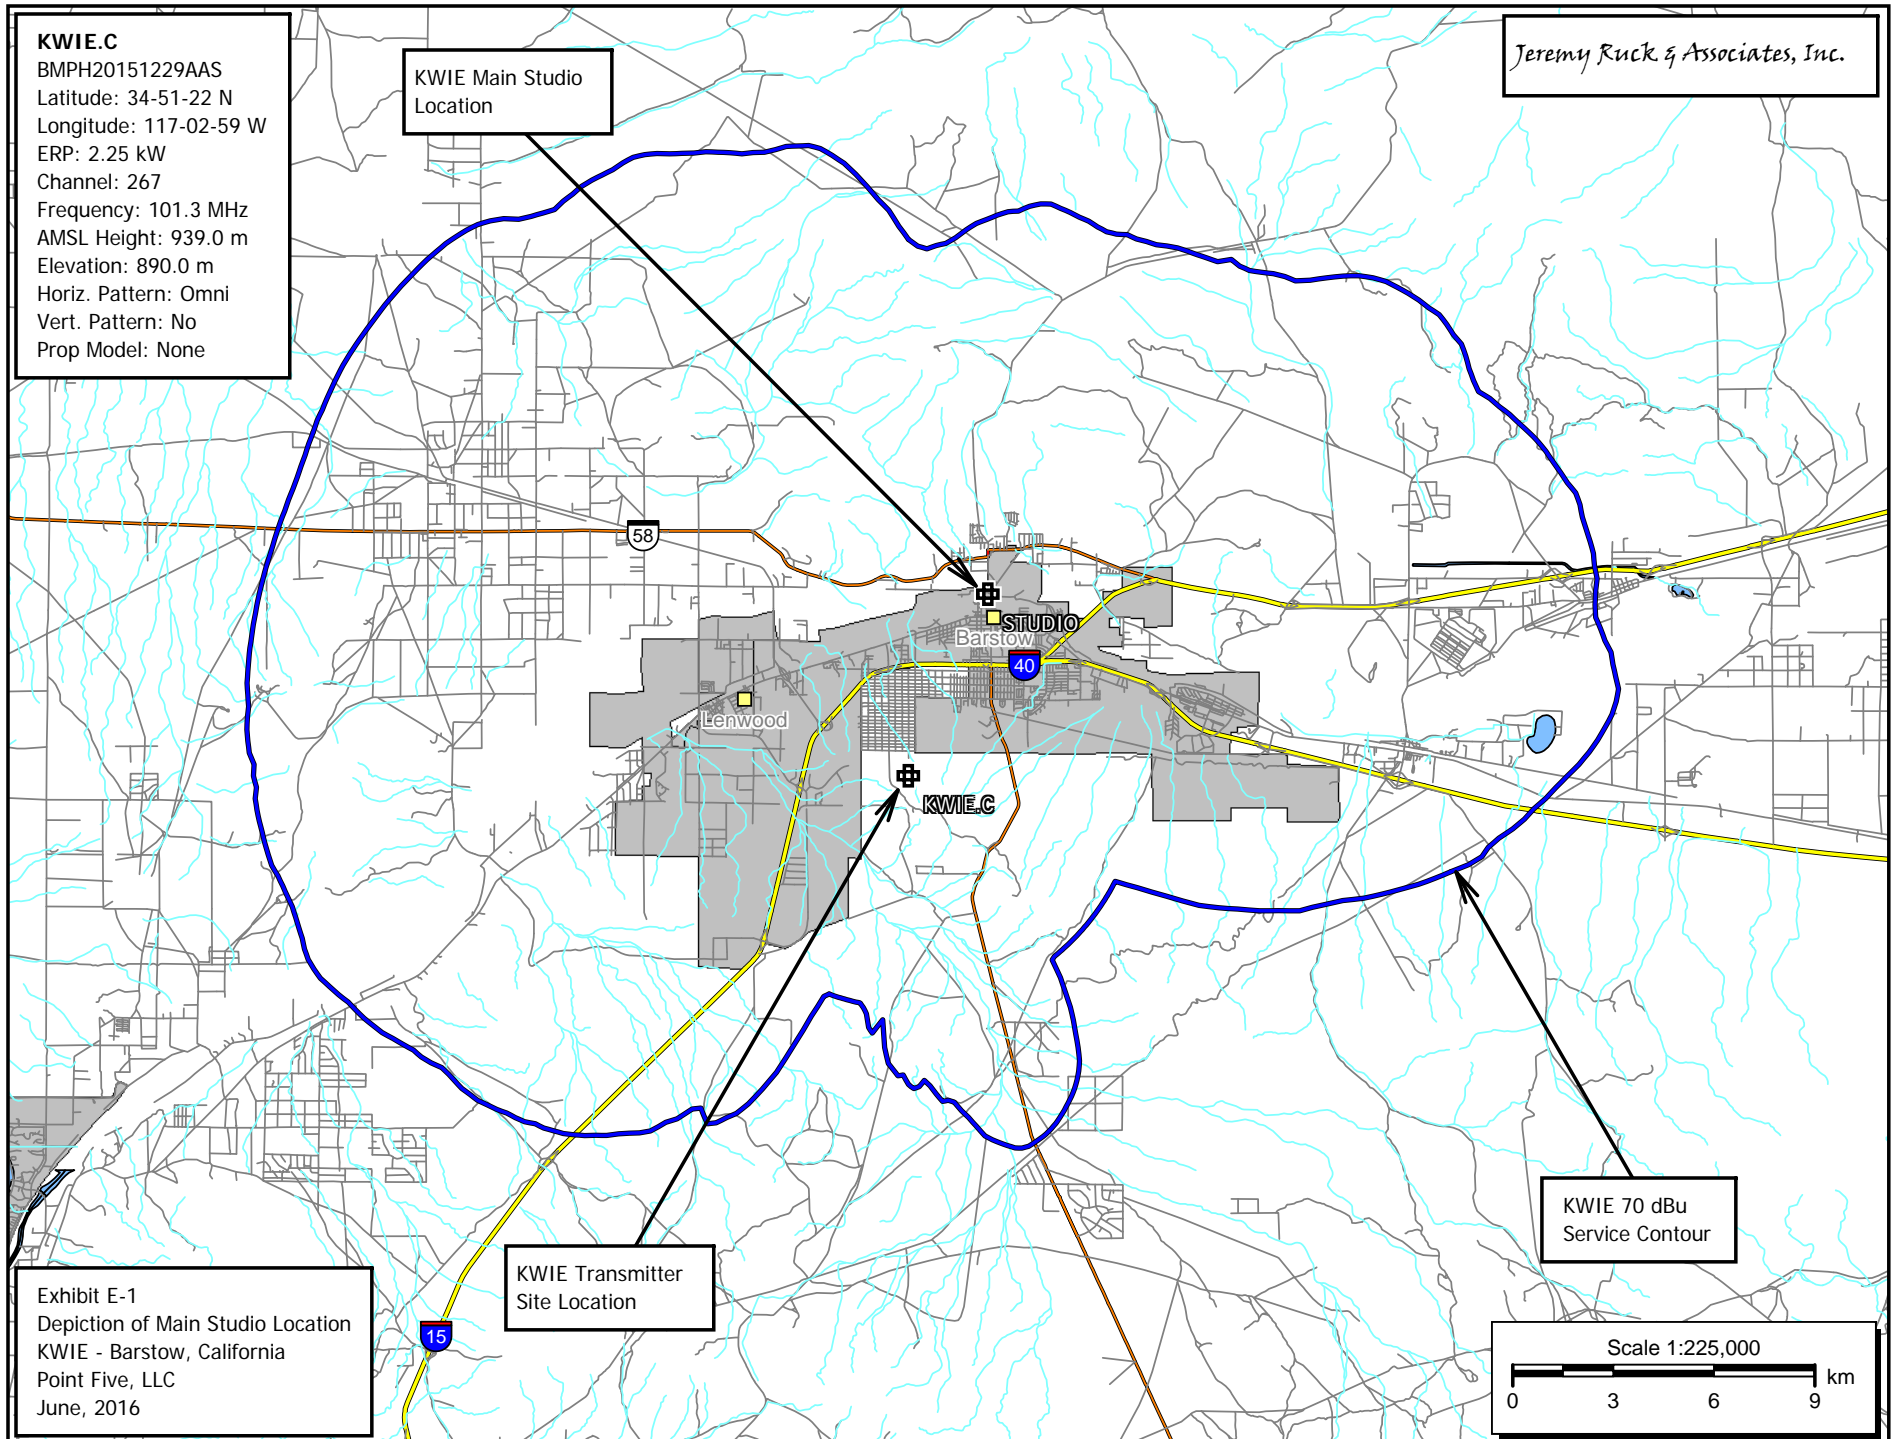 KWIE.C
BMPH20151229AAS
Latitude: 34-51-22 N
Longitude: 117-02-59 W
ERP: 2.25 kW
Channel: 267
Frequency: 101.3 MHz
AMSL Height: 939.0 m
Elevation: 890.0 m
Horiz. Pattern: Omni
Vert. Pattern: No
Prop Model: None
KWIE Main Studio
Location
Jeremy Ruck & Associates, Inc.
58
STUDIO
Barstow
40
Lenwood
KWIE.C
KWIE 70 dBu
Service Contour
KWIE Transmitter
Site Location
15
Exhibit E-1
Depiction of Main Studio Location
KWIE - Barstow, California
Point Five, LLC
June, 2016
Scale 1:225,000
km
0 3 6 9